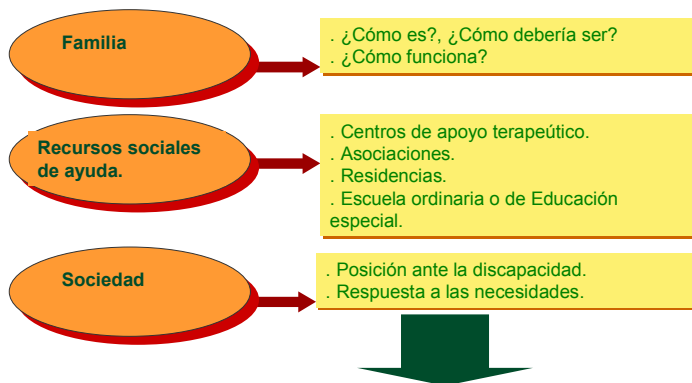 Familia
. ¿Cómo es?, ¿Cómo debería ser?
. ¿Cómo funciona?
Recursos sociales
de ayuda.
. Centros de apoyo terapeútico.
. Asociaciones.
. Residencias.
. Escuela ordinaria o de Educación
especial.
Sociedad
. Posición ante la discapacidad.
. Respuesta a las necesidades.